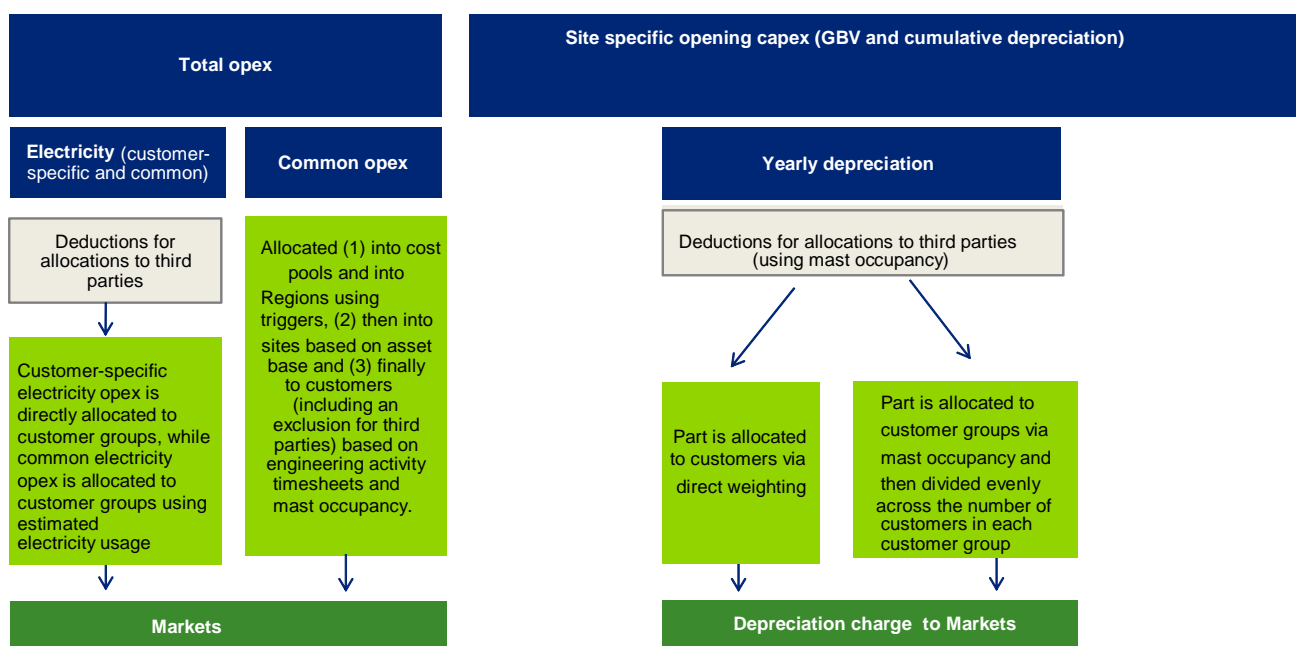 Total opex
Site specific opening capex (GBV and cumulative depreciation)
Electricity (customer-
specific and common)
Common opex
Yearly depreciation
Deductions for
allocations to third
parties
Allocated (1) into cost
pools and into
Regions using
triggers, (2) then into
sites based on asset
base and (3) finally
to customers
(including an
exclusion for third
parties) based on
engineering activity
timesheets and
mast occupancy.
Deductions for allocations to third parties
(using mast occupancy)
Customer-specific
electricity opex is
directly allocated to
customer groups, while
common electricity
opex is allocated to
customer groups using
estimated
electricity usage
Part is allocated
to customers via
direct weighting
Part is allocated to
customer groups via
mast occupancy and
then divided evenly
across the number of
customers in each
customer group
Markets
Depreciation charge to Markets